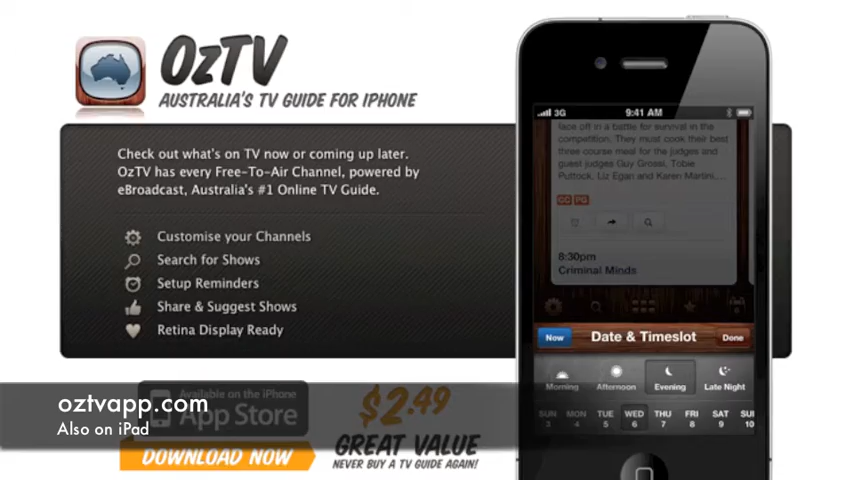 OzTV
AUSTRALIA'S TV GUIDE FOR IPHONE
Check out what's on TV now or coming up later.
OzTV has every Free-To-Air Channel, powered by
eBroadcast, Australia's #1 Online TV Guide.
Customise your Channels
Search for Shows
Setup Reminders
Share & Suggest Shows
Retina Display Ready
Available on the iPhone
App Store
$2.49
GREAT VALUE
NEVER BUY A TV GUIDE AGAIN!
DOWNLOAD NOW
oztvapp.com
Also on iPad
3G 9:41 AM
face off in a battle for survival in the
competition. They must cook their best
three course meal for the judges and
guest judges Guy Grossi, Tobie
Puttock, Liz Egan and Karen Martini,...
GC PG
8:30pm
Criminal Minds
Now Date & Timeslot Done
Morning Afternoon Evening Late Night
SUN MON TUE WED THU FRI SAT SUN
3 4 5 6 7 8 9 10